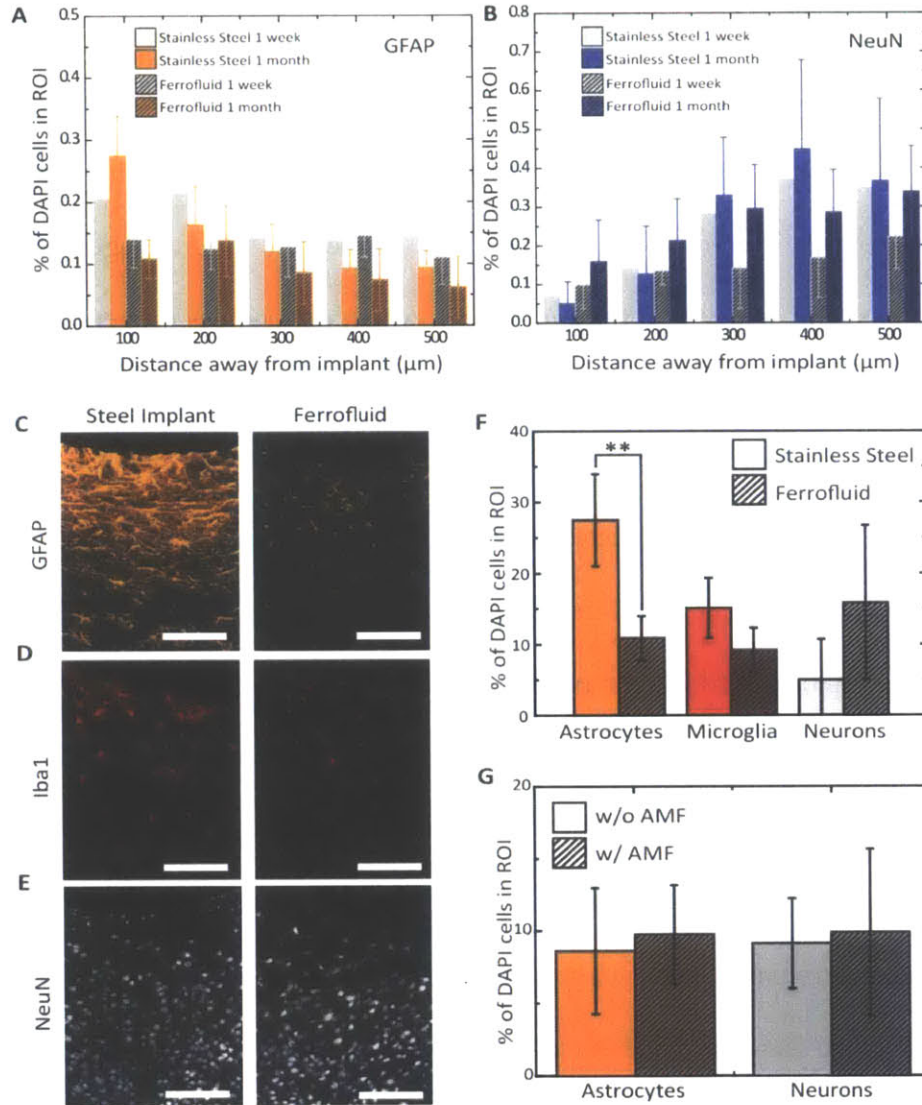 A
% of DAPI cells in ROI
0.5
0.4
0.3
0.2
0.1
0.0
Stainless Steel 1 week
Stainless Steel 1 month
Ferrofluid 1 week
Ferrofluid 1 month
GFAP
100 200 300 400 500
Distance away from implant (µm)
B
% of DAPI cells in ROI
0.8
0.7
0.6
0.5
0.4
0.3
0.2
0.1
0.0
Stainless Steel 1 week
Stainless Steel 1 month
Ferrofluid 1 week
Ferrofluid 1 month
NeuN
100 200 300 400 500
Distance away from implant (µm)
Steel Implant Ferrofluid
C
GFAP
D
Iba1
E
NeuN
F
% of DAPI cells in ROI
40
30
25
10
0
**
Stainless Steel
Ferrofluid
Astrocytes Microglia Neurons
G
% of DAPI cells in ROI
20
10
0
w/o AMF
w/ AMF
Astrocytes Neurons